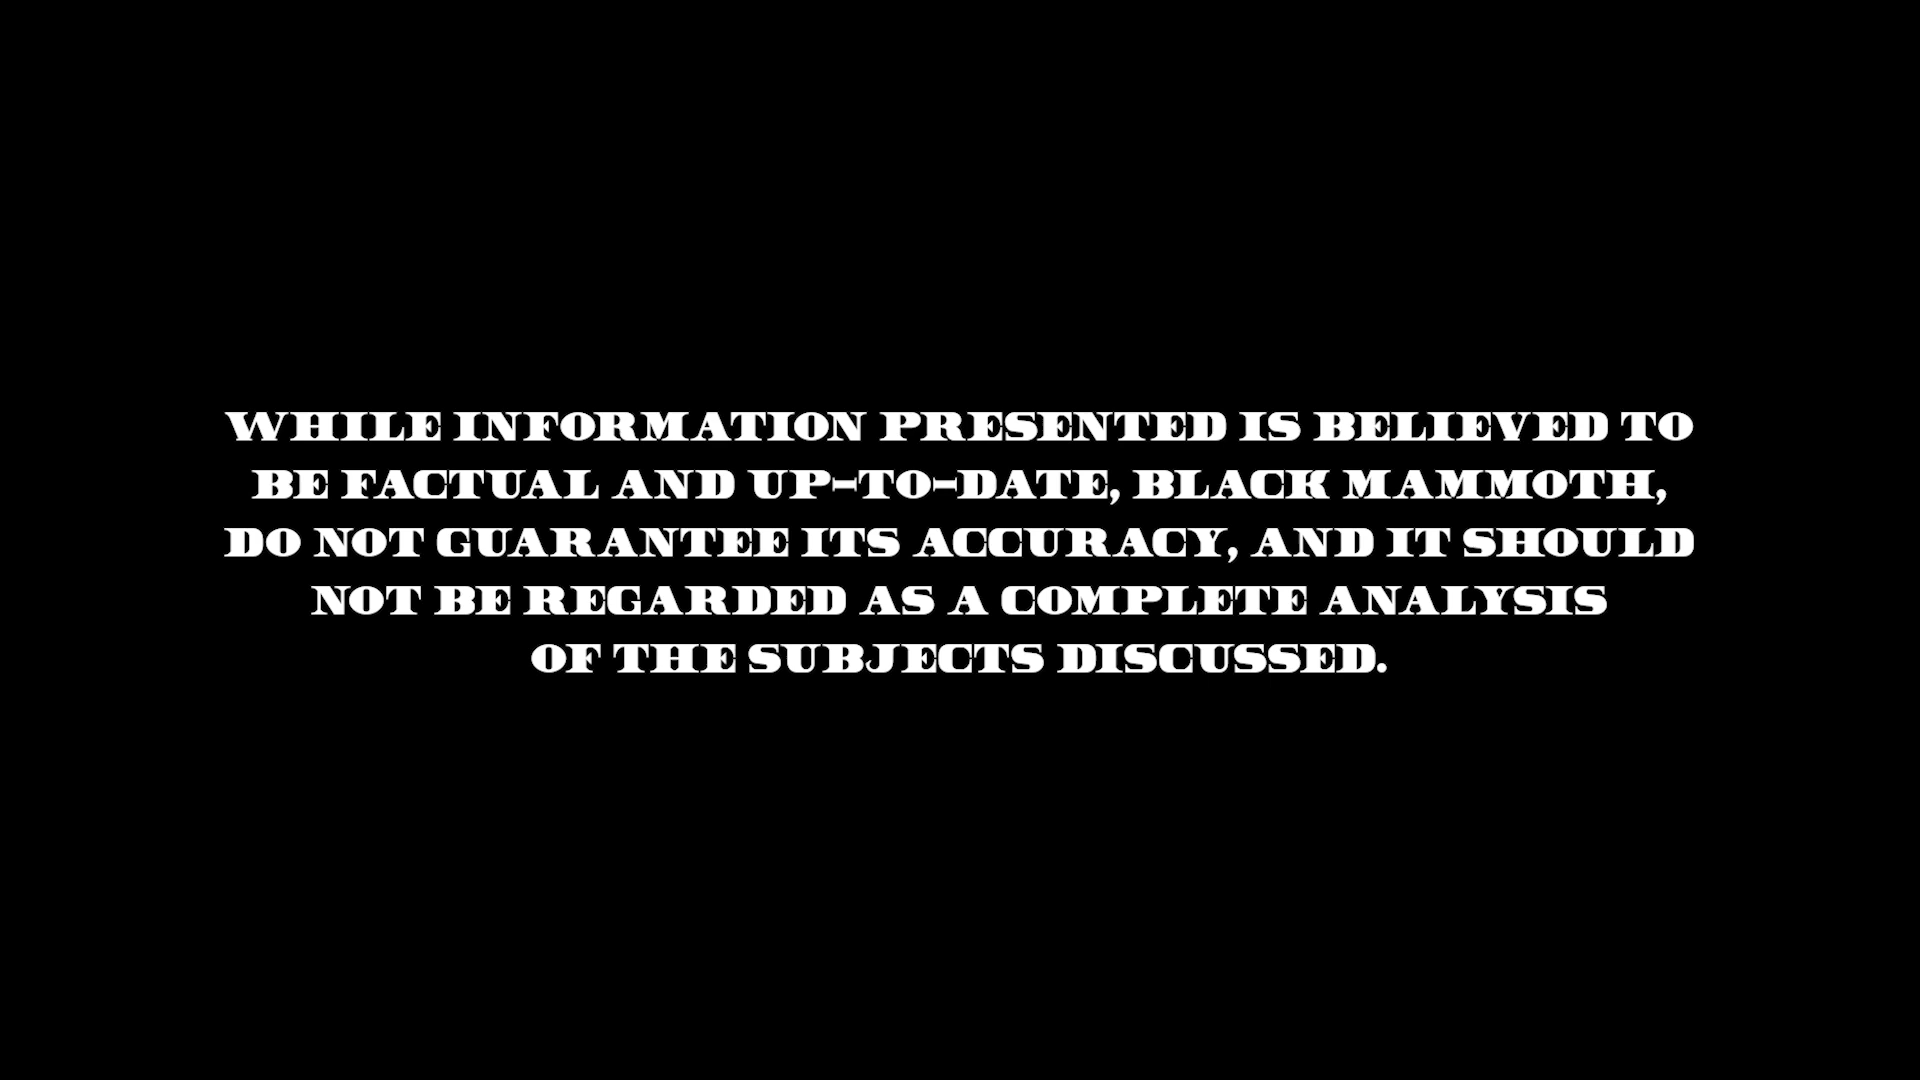 WHILE INFORMATION PRESENTED IS BELIEVED TO
BE FACTUAL AND UP-TO-DATE, BLACK MAMMOTH,
DO NOT GUARANTEE ITS ACCURACY, AND IT SHOULD
NOT BE REGARDED AS A COMPLETE ANALYSIS
OF THE SUBJECTS DISCUSSED.